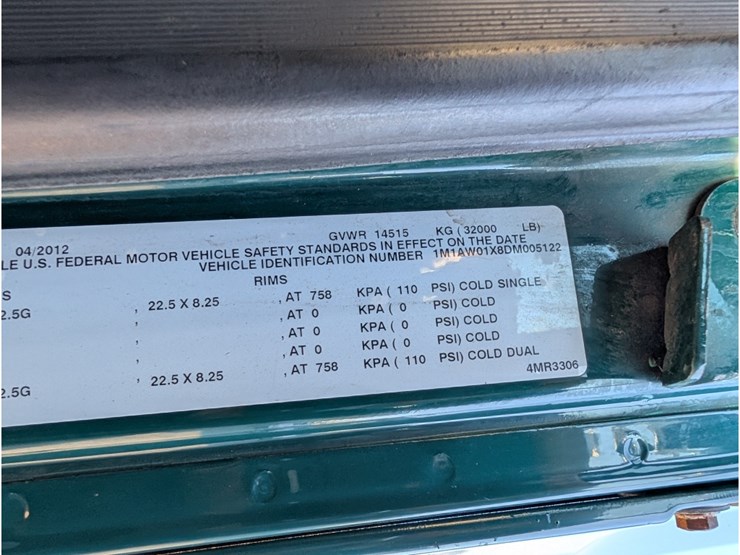 04/2012 GVWR 14515 KG ( 32000 LB)
LE U.S. FEDERAL MOTOR VEHICLE SAFETY STANDARDS IN EFFECT ON THE DATE
VEHICLE IDENTIFICATION NUMBER 1M1AW01X8DM005122
S RIMS
2.5G , 22.5 X 8.25 , AT 758 KPA ( 110 PSI) COLD SINGLE
, , AT 0 KPA ( 0 PSI) COLD
, , AT 0 KPA ( 0 PSI) COLD
, , AT 0 KPA ( 0 PSI) COLD
2.5G , 22.5 X 8.25 , AT 758 KPA ( 110 PSI) COLD DUAL
4MR3306